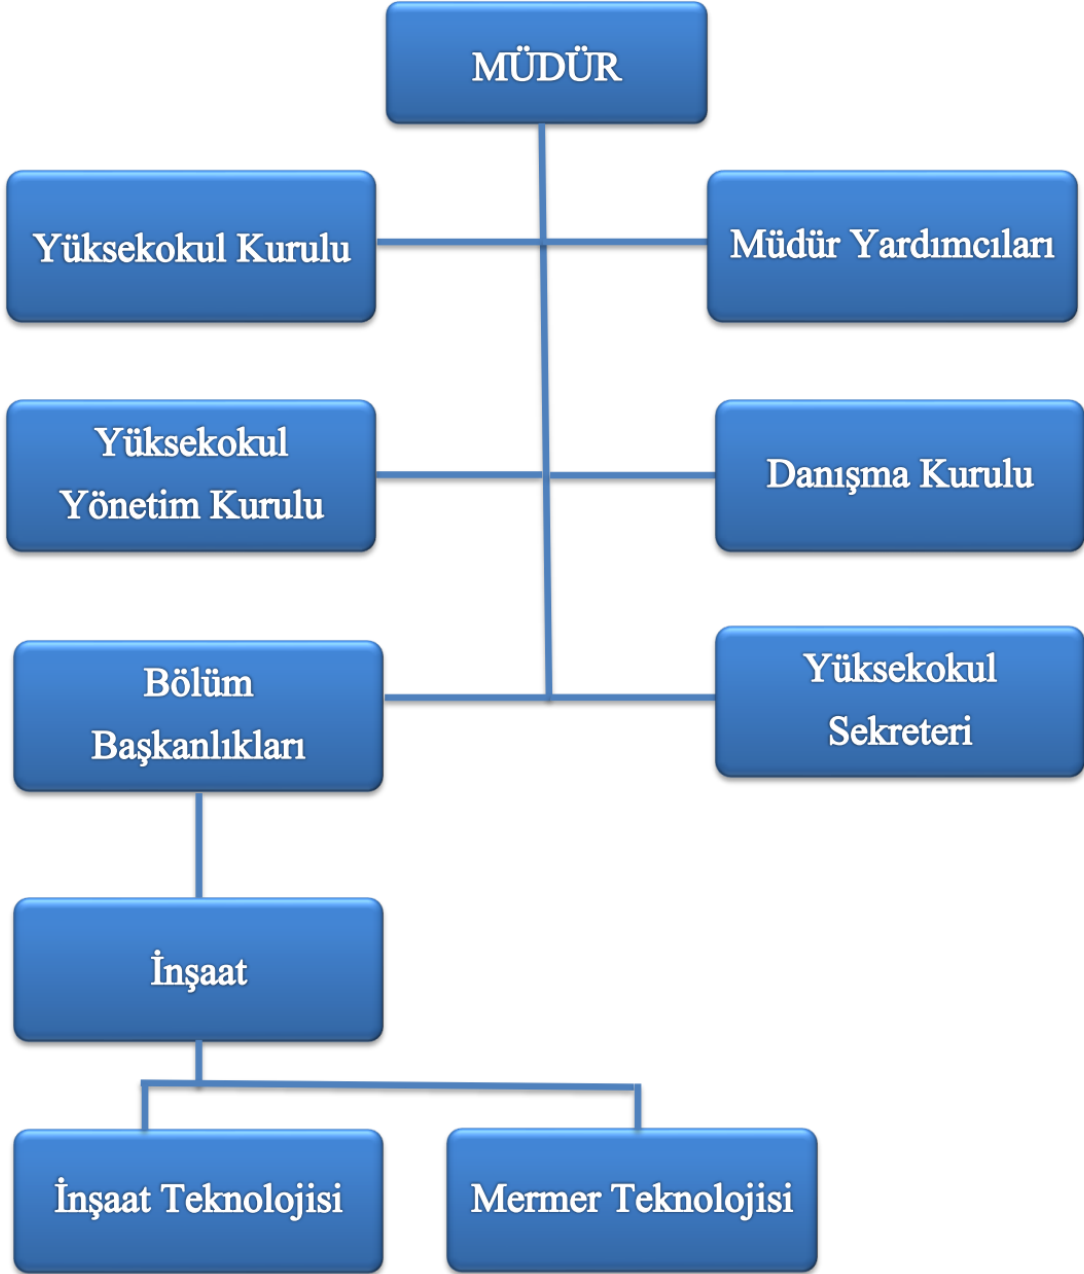 MÜDÜR
Yüksekokul Kurulu
Müdür Yardımcıları
Yüksekokul
Yönetim Kurulu
Danışma Kurulu
Bölüm
Başkanlıkları
Yüksekokul
Sekreteri
İnşaat
İnşaat Teknolojisi
Mermer Teknolojisi